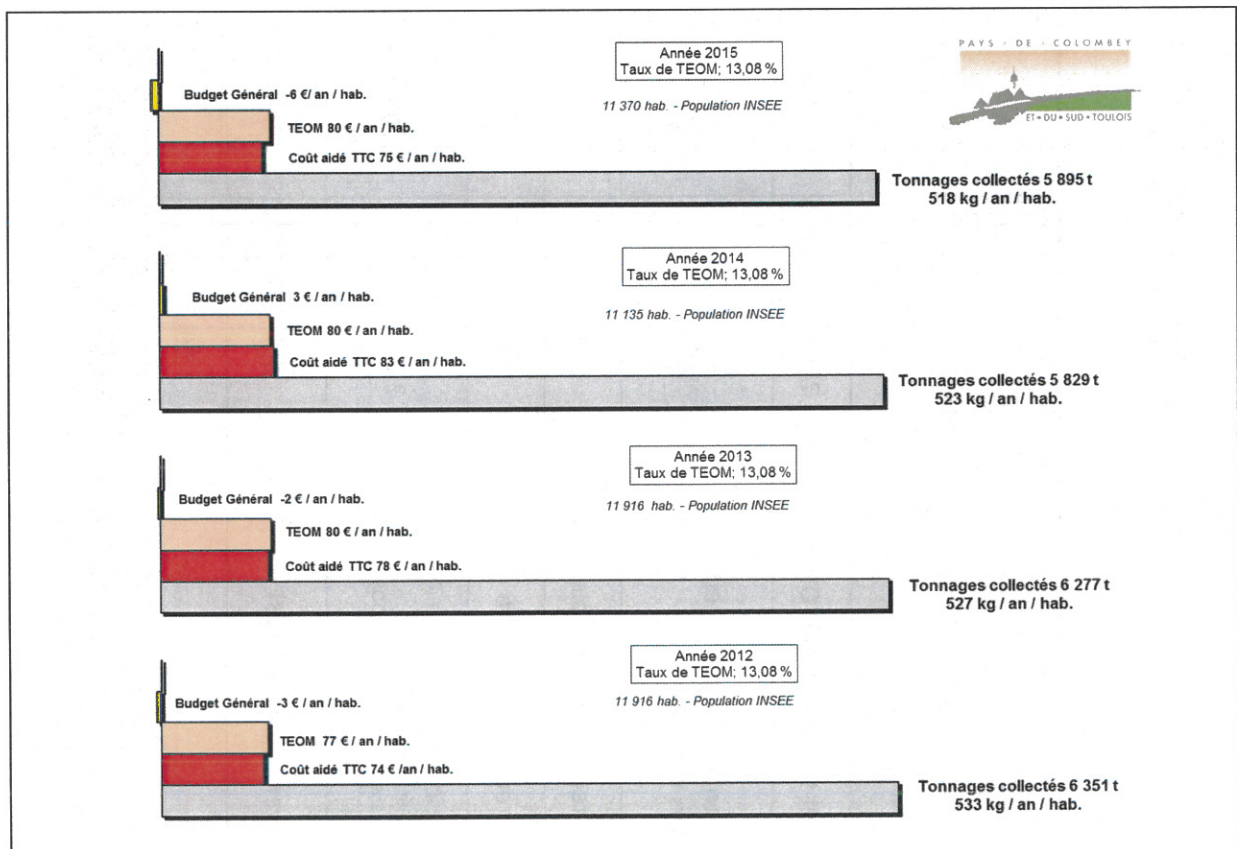 PAYS - DE - COLOMBEY
ET • DU • SUD • TOULOIS
Année 2015
Taux de TEOM; 13,08 %
11 370 hab. - Population INSEE
Budget Général -6 €/ an / hab.
TEOM 80 € / an / hab.
Coût aidé TTC 75 € / an / hab.
Tonnages collectés 5 895 t
518 kg / an / hab.
Année 2014
Taux de TEOM; 13,08 %
Budget Général 3 € / an / hab.
11 135 hab. - Population INSEE
TEOM 80 € / an / hab.
Coût aidé TTC 83 € / an / hab.
Tonnages collectés 5 829 t
523 kg / an / hab.
Année 2013
Taux de TEOM; 13,08 %
Budget Général -2 € / an / hab.
11 916 hab. - Population INSEE
TEOM 80 € / an / hab.
Coût aidé TTC 78 € / an / hab.
Tonnages collectés 6 277 t
527 kg / an / hab.
Année 2012
Taux de TEOM; 13,08 %
Budget Général -3 € / an / hab.
11 916 hab. - Population INSEE
TEOM 77 € / an / hab.
Coût aidé TTC 74 € /an / hab.
Tonnages collectés 6 351 t
533 kg / an / hab.